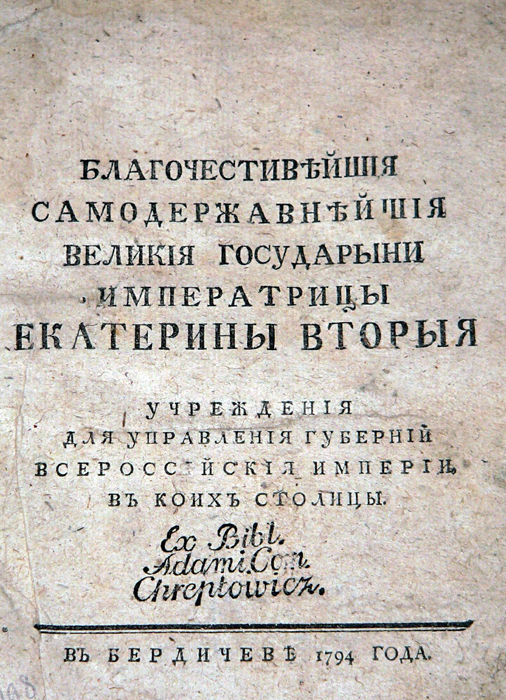 БЛАГОЧЕСТИВѢЙШІЯ
САМОДЕРЖАВНѢЙШІЯ
ВЕЛИКІЯ ГОСУДАРЫНИ
ИМПЕРАТРИЦЫ
ЕКАТЕРИНЫ ВТОРЫЯ
УЧРЕЖДЕНІЯ
ДЛЯ УПРАВЛЕНІЯ ГУБЕРНІЙ
ВСЕРОССІЙСКІЯ ИМПЕРІИ,
ВЪ КОИХЪ СТОЛИЦЫ.
Ex Bibl.
Adami. Com.
Chreptowicz.
ВЪ БЕРДИЧЕВѢ 1794 ГОДА.